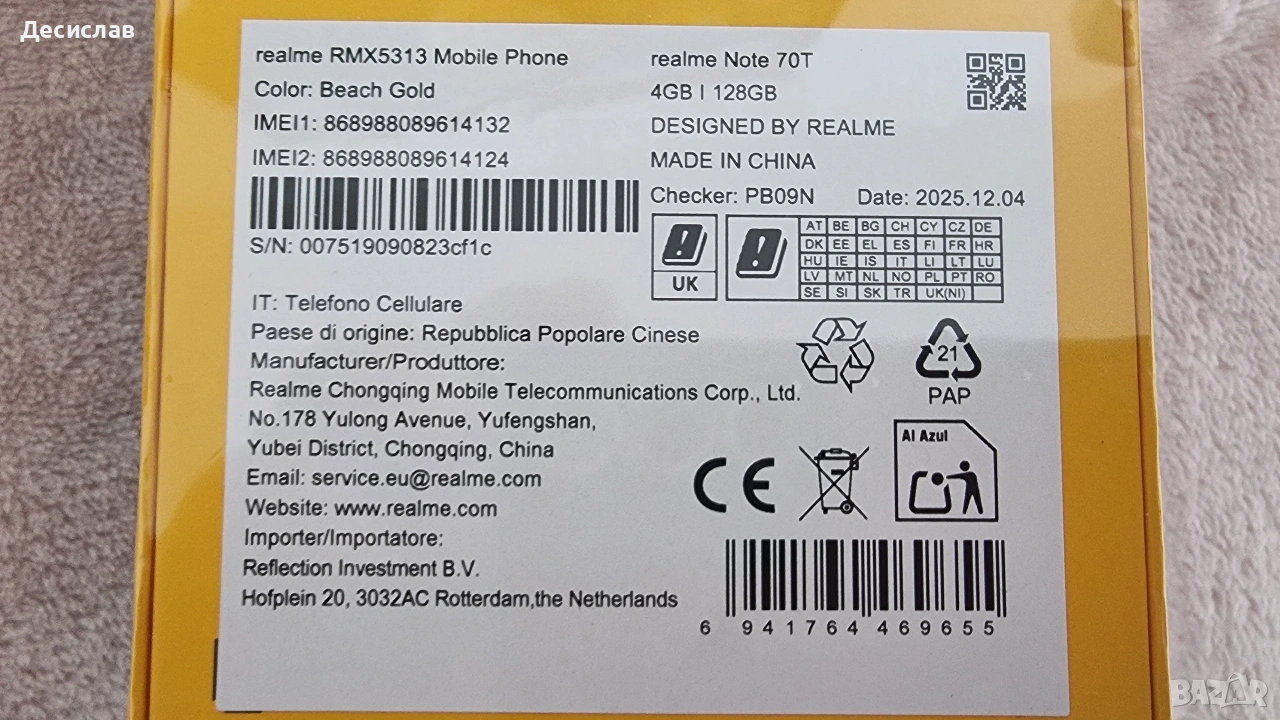 Десислав
realme RMX5313 Mobile Phone
Color: Beach Gold
IMEI1: 868988089614132
IMEI2: 868988089614124
S/N: 007519090823cf1c
realme Note 70T
4GB | 128GB
DESIGNED BY REALME
MADE IN CHINA
Checker: PB09N Date: 2025.12.04
UK
AT BE BG CH CY CZ DE
DK EE EL ES FI FR HR
HU IE IS IT LI LT LU
LV MT NL NO PL PT RO
SE SI SK TR UK(NI)
IT: Telefono Cellulare
Paese di origine: Repubblica Popolare Cinese
Manufacturer/Produttore:
Realme Chongqing Mobile Telecommunications Corp., Ltd.
No.178 Yulong Avenue, Yufengshan,
Yubei District, Chongqing, China
Email: service.eu@realme.com
Website: www.realme.com
Importer/Importatore:
Reflection Investment B.V.
Hofplein 20, 3032AC Rotterdam,the Netherlands
21
PAP
CE
Al Azul
6 941764 469655
BAZAR